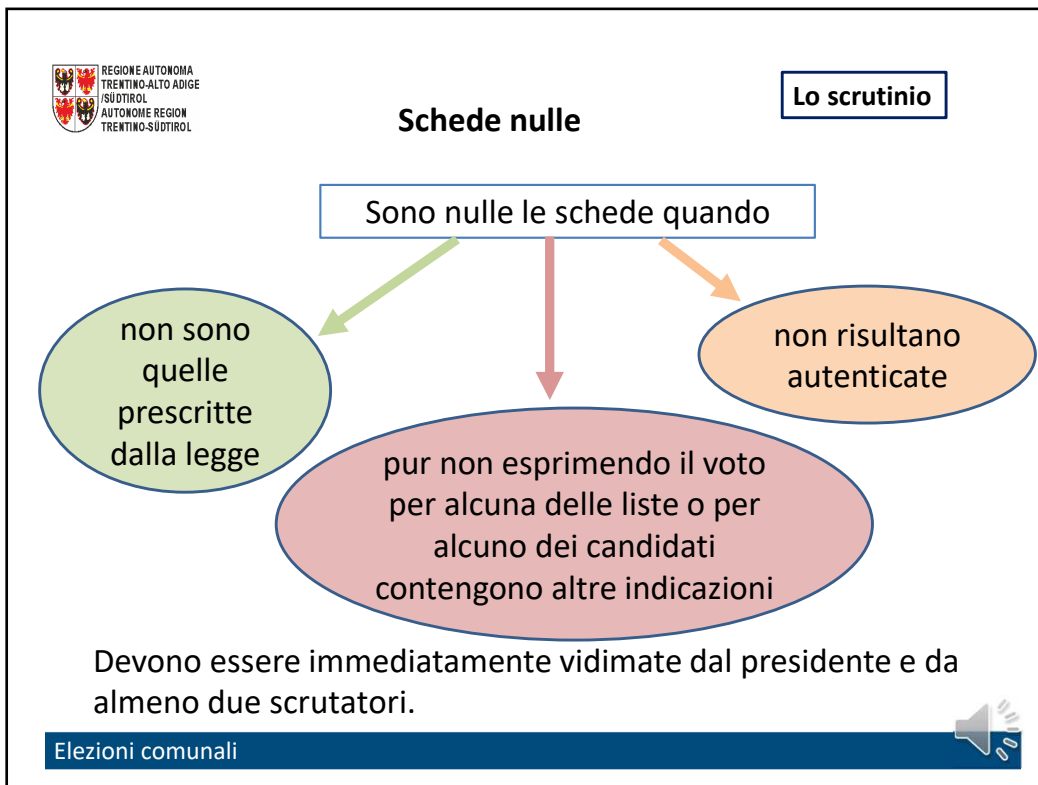 REGIONE AUTONOMA
TRENTINO-ALTO ADIGE
/SÜDTIROL
AUTONOME REGION
TRENTINO-SÜDTIROL
Lo scrutinio
Schede nulle
Sono nulle le schede quando
non sono
quelle
prescritte
dalla legge
pur non esprimendo il voto
per alcuna delle liste o per
alcuno dei candidati
contengono altre indicazioni
non risultano
autenticate
Devono essere immediatamente vidimate dal presidente e da
almeno due scrutatori.
Elezioni comunali